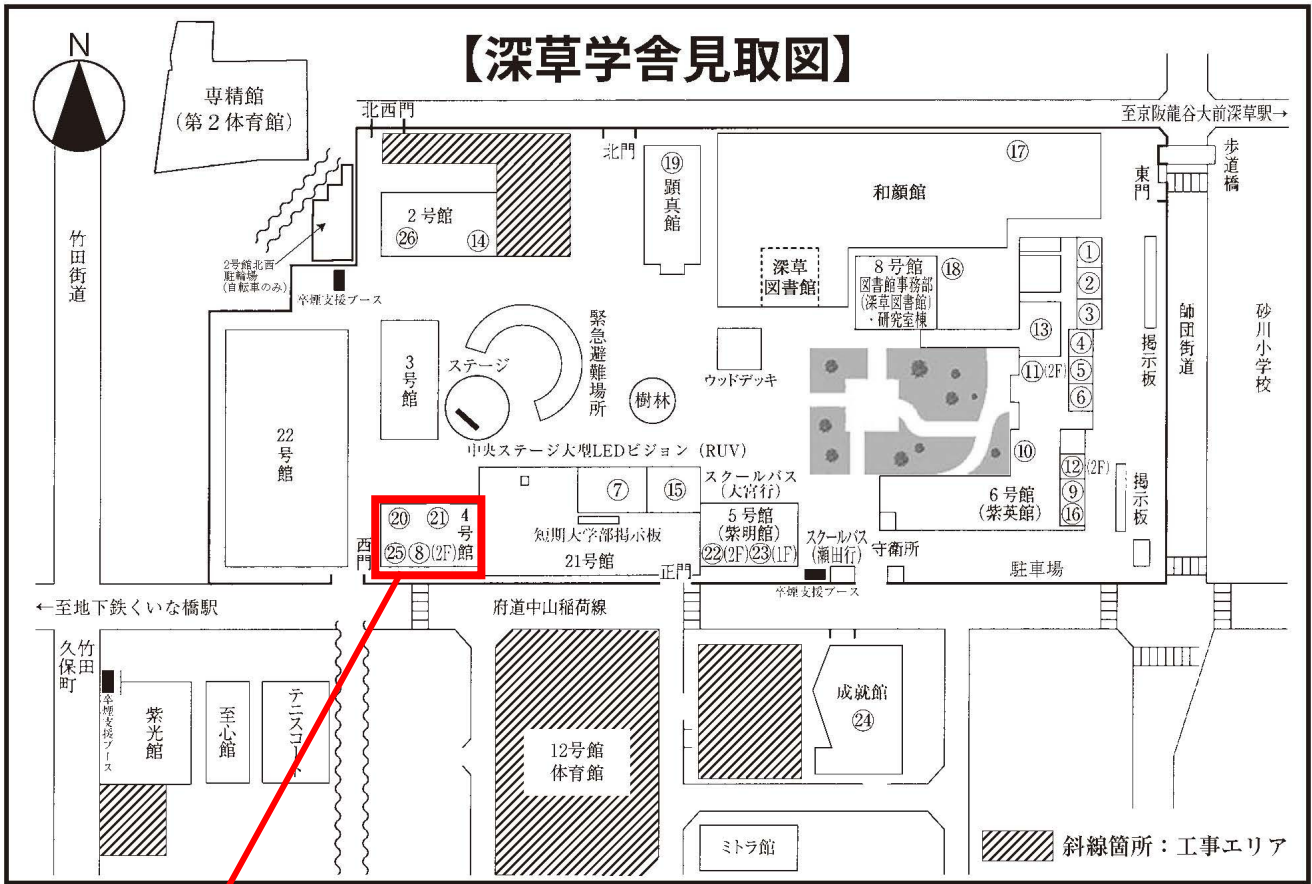 【深草学舎見取図】
N
専精館
(第2体育館)
北西門
北門
至京阪龍谷大前深草駅→
歩道橋
東門
⑰
和顔館
⑲
顕真館
2号館
㉖
⑭
竹田街道
2号館北西
駐輪場
(自転車のみ)
卒煙支援ブース
深草
図書館
8号館
図書館事務部
(深草図書館)
・研究室棟
⑱
①
②
③
④
⑤
⑥
⑬
⑪(2F)
⑩
⑫(2F)
⑨
⑯
掲示板
師団街道
砂川小学校
3号館
ステージ
緊急避難場所
樹林
ウッドデッキ
22号館
中央ステージ大型LEDビジョン(RUV)
⑦
⑮
スクールバス
(大宮行)
6号館
(紫英館)
掲示板
西門
⑳
㉑
4号館
㉕
⑧(2F)
短期大学部掲示板
21号館
正門
5号館
(紫明館)
㉒(2F)㉓(1F)
スクールバス
(瀬田行)
守衛所
駐車場
卒煙支援ブース
←至地下鉄くいな橋駅
府道中山稲荷線
竹田
久保町
卒煙支援ブース
紫光館
至心館
テニスコート
12号館
体育館
成就館
㉔
ミトラ館
斜線箇所:工事エリア